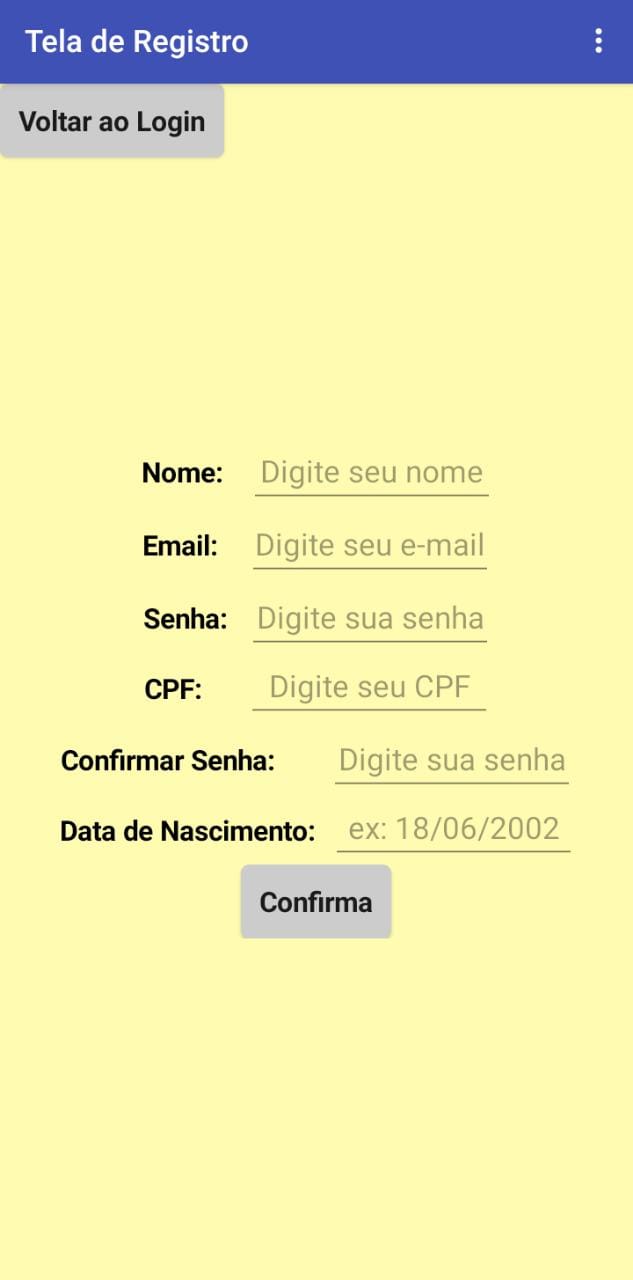 Tela de Registro
Voltar ao Login
Nome: Digite seu nome
Email: Digite seu e-mail
Senha: Digite sua senha
CPF: Digite seu CPF
Confirmar Senha: Digite sua senha
Data de Nascimento: ex: 18/06/2002
Confirma